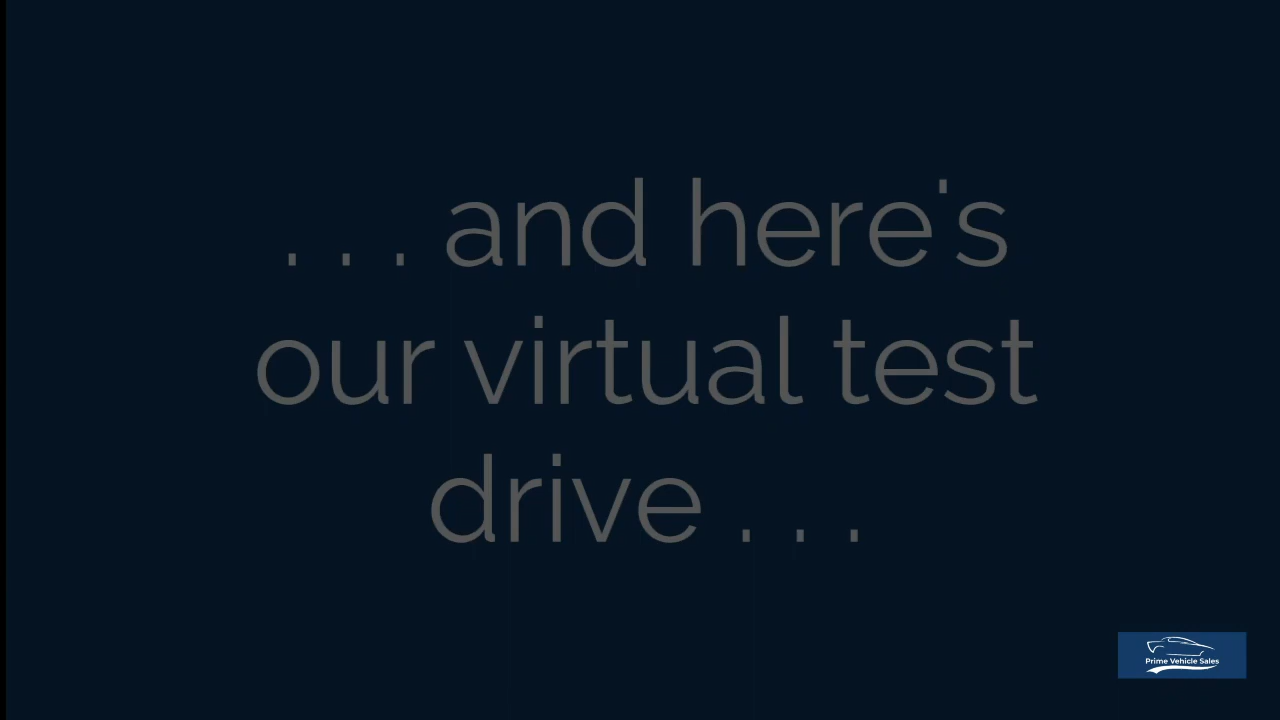 . . . and here's
our virtual test
drive . . .
Prime Vehicle Sales